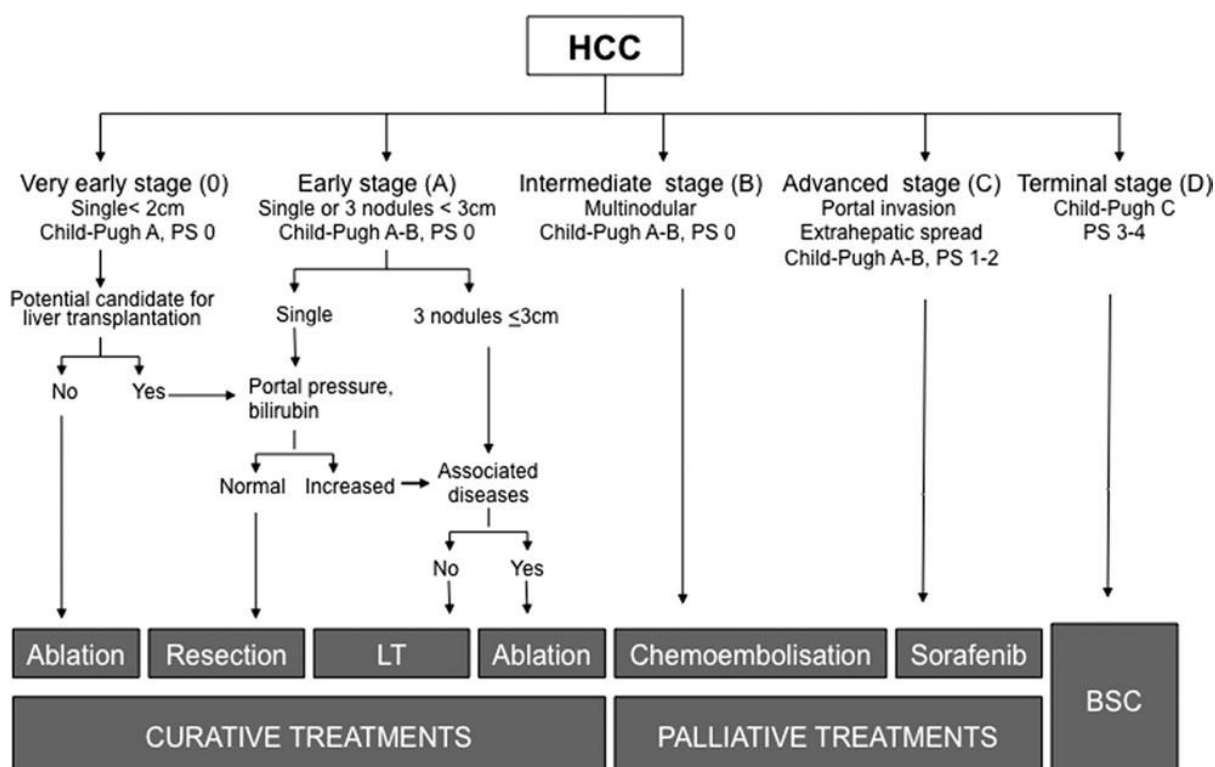 HCC
Very early stage (0)
Single< 2cm
Child-Pugh A, PS 0
Early stage (A)
Single or 3 nodules < 3cm
Child-Pugh A-B, PS 0
Intermediate stage (B)
Multinodular
Child-Pugh A-B, PS 0
Advanced stage (C)
Portal invasion
Extrahepatic spread
Child-Pugh A-B, PS 1-2
Terminal stage (D)
Child-Pugh C
PS 3-4
Potential candidate for
liver transplantation
No
Yes
Single
3 nodules ≤3cm
Portal pressure,
bilirubin
Normal
Increased
Associated
diseases
No
Yes
Ablation
Resection
LT
Ablation
Chemoembolisation
Sorafenib
BSC
CURATIVE TREATMENTS
PALLIATIVE TREATMENTS